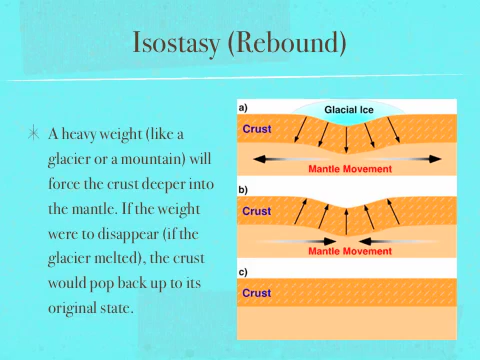 Isostasy (Rebound)
A heavy weight (like a
glacier or a mountain) will
force the crust deeper into
the mantle. If the weight
were to disappear (if the
glacier melted), the crust
would pop back up to its
original state.
a)
Glacial Ice
Crust
Mantle Movement
b)
Crust
Mantle Movement
c)
Crust